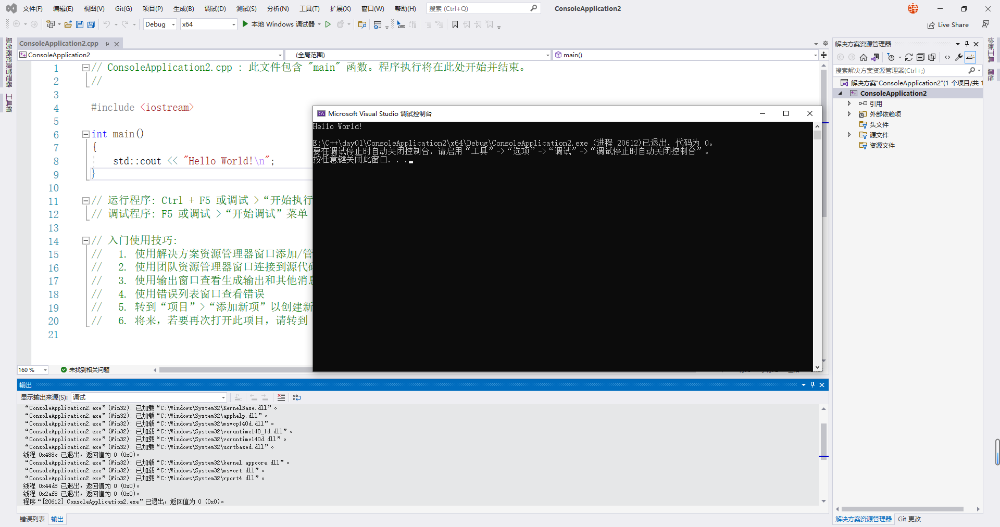 文件(F) 编辑(E) 视图(V) Git(G) 项目(P) 生成(B) 调试(D) 测试(S) 分析(N) 工具(T) 扩展(X) 窗口(W) 帮助(H) 搜索 (Ctrl+Q) ConsoleApplication2
Debug x64 本地 Windows 调试器 Live Share
服务器资源管理器
工具箱
ConsoleApplication2.cpp
ConsoleApplication2 (全局范围) main()
1 // ConsoleApplication2.cpp : 此文件包含 "main" 函数。程序执行将在此处开始并结束。
2 //
3
4 #include <iostream>
5
6 int main()
7 {
8 std::cout << "Hello World!\n";
9 }
10
11 // 运行程序: Ctrl + F5 或调试 >“开始执行
12 // 调试程序: F5 或调试 >“开始调试”菜单
13
14 // 入门使用技巧:
15 // 1. 使用解决方案资源管理器窗口添加/管
16 // 2. 使用团队资源管理器窗口连接到源代码
17 // 3. 使用输出窗口查看生成输出和其他消息
18 // 4. 使用错误列表窗口查看错误
19 // 5. 转到“项目”>“添加新项”以创建新
20 // 6. 将来，若要再次打开此项目，请转到
21
160 % 未找到相关问题
Microsoft Visual Studio 调试控制台
Hello World!
E:\C++\day01\ConsoleApplication2\x64\Debug\ConsoleApplication2.exe (进程 20612)已退出，代码为 0。
要在调试停止时自动关闭控制台，请启用“工具”->“选项”->“调试”->“调试停止时自动关闭控制台”。
按任意键关闭此窗口. . .
输出
显示输出来源(S): 调试
“ConsoleApplication2.exe”(Win32): 已加载“C:\Windows\System32\KernelBase.dll”。
“ConsoleApplication2.exe”(Win32): 已加载“C:\Windows\System32\apphelp.dll”。
“ConsoleApplication2.exe”(Win32): 已加载“C:\Windows\System32\msvcp140d.dll”。
“ConsoleApplication2.exe”(Win32): 已加载“C:\Windows\System32\vcruntime140_1d.dll”。
“ConsoleApplication2.exe”(Win32): 已加载“C:\Windows\System32\vcruntime140d.dll”。
“ConsoleApplication2.exe”(Win32): 已加载“C:\Windows\System32\ucrtbased.dll”。
线程 0x488c 已退出，返回值为 0 (0x0)。
“ConsoleApplication2.exe”(Win32): 已加载“C:\Windows\System32\kernel.appcore.dll”。
“ConsoleApplication2.exe”(Win32): 已加载“C:\Windows\System32\msvcrt.dll”。
“ConsoleApplication2.exe”(Win32): 已加载“C:\Windows\System32\rpcrt4.dll”。
线程 0x44d8 已退出，返回值为 0 (0x0)。
线程 0x2af8 已退出，返回值为 0 (0x0)。
程序“[20612] ConsoleApplication2.exe”已退出，返回值为 0 (0x0)。
错误列表 输出
解决方案资源管理器
搜索解决方案资源管理器(Ctrl+;)
解决方案"ConsoleApplication2"(1 个项目/共 1
ConsoleApplication2
引用
外部依赖项
头文件
源文件
资源文件
解决方案资源管理器 Git 更改
诊断工具
属性